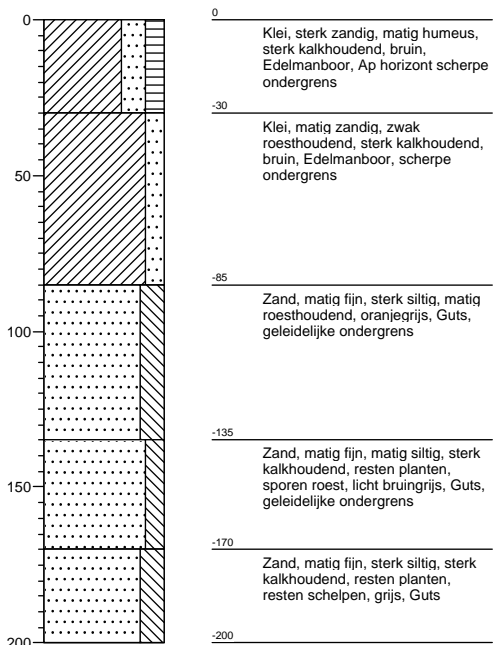 0
0
Klei, sterk zandig, matig humeus,
sterk kalkhoudend, bruin,
Edelmanboor, Ap horizont scherpe
ondergrens
-30
Klei, matig zandig, zwak
roesthoudend, sterk kalkhoudend,
bruin, Edelmanboor, scherpe
ondergrens
50
-85
Zand, matig fijn, sterk siltig, matig
roesthoudend, oranjegrijs, Guts,
geleidelijke ondergrens
100
-135
Zand, matig fijn, matig siltig, sterk
kalkhoudend, resten planten,
sporen roest, licht bruingrijs, Guts,
geleidelijke ondergrens
150
-170
Zand, matig fijn, sterk siltig, sterk
kalkhoudend, resten planten,
resten schelpen, grijs, Guts
200
-200